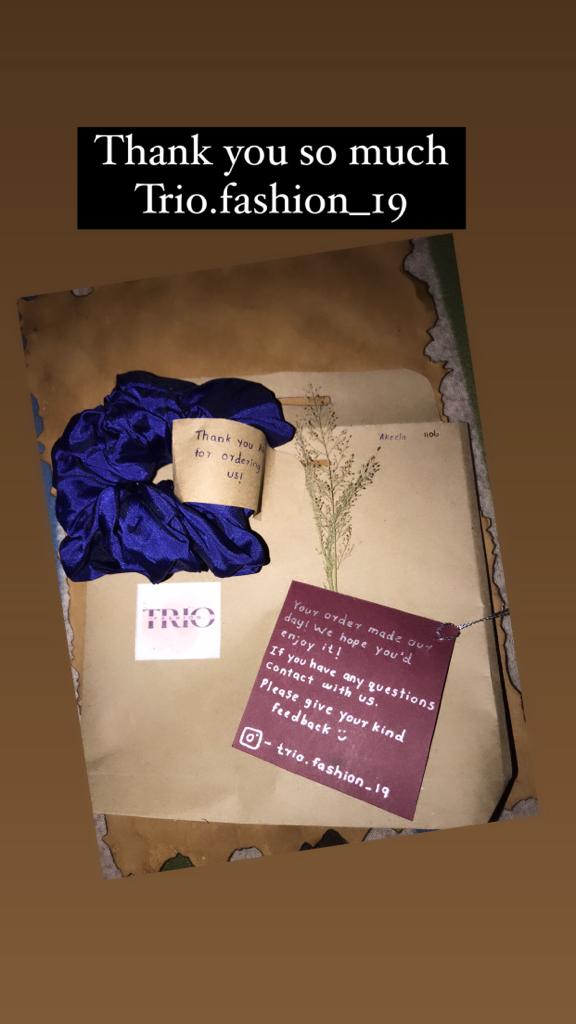 Thank you so much
Trio.fashion_19
Thank you
for ordering
us!
Akeela 1106
TRIO
Your order made our
day! We hope you'd
enjoy it!
If you have any questions
contact with us.
Please give your kind
feedback
- trio.fashion_19